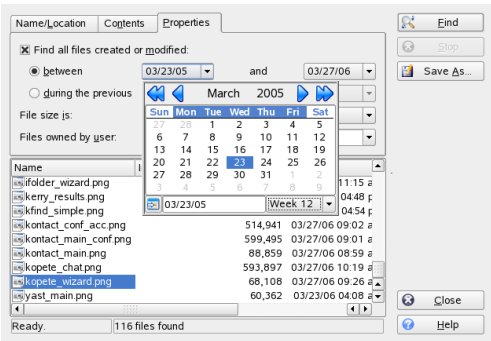 Name/Location Contents Properties
Find
Find all files created or modified:
Stop
between 03/23/05 and 03/27/06
Save As...
during the previous
March 2005
File size is:
Files owned by user:
Sun Mon Tue Wed Thu Fri Sat
27 28 1 2 3 4 5
6 7 8 9 10 11 12
13 14 15 16 17 18 19
20 21 22 23 24 25 26
27 28 29 30 31 1 2
3 4 5 6 7 8 9
03/23/05 Week 12
Name
ifolder_wizard.png 11:15 a
kerry_results.png 04:48 p
kfind_simple.png 04:54 p
kontact_conf_acc.png 514,941 03/27/06 09:02 a
kontact_main_conf.png 599,495 03/27/06 09:01 a
kontact_main.png 88,859 03/27/06 08:59 a
kopete_chat.png 593,897 03/27/06 10:19 a
kopete_wizard.png 68,108 03/27/06 09:26 a
yast_main.png 60,362 03/23/06 04:08 a
Close
Ready. 116 files found
Help